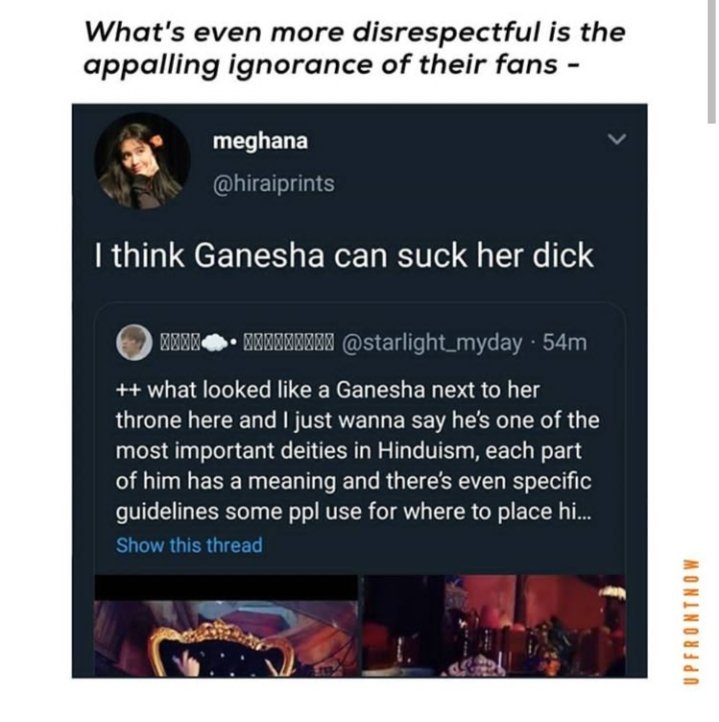 What's even more disrespectful is the
appalling ignorance of their fans -
meghana
@hiraiprints
I think Ganesha can suck her dick
@starlight_myday · 54m
++ what looked like a Ganesha next to her
throne here and I just wanna say he's one of the
most important deities in Hinduism, each part
of him has a meaning and there's even specific
guidelines some ppl use for where to place hi...
Show this thread
UPFRONTNOW